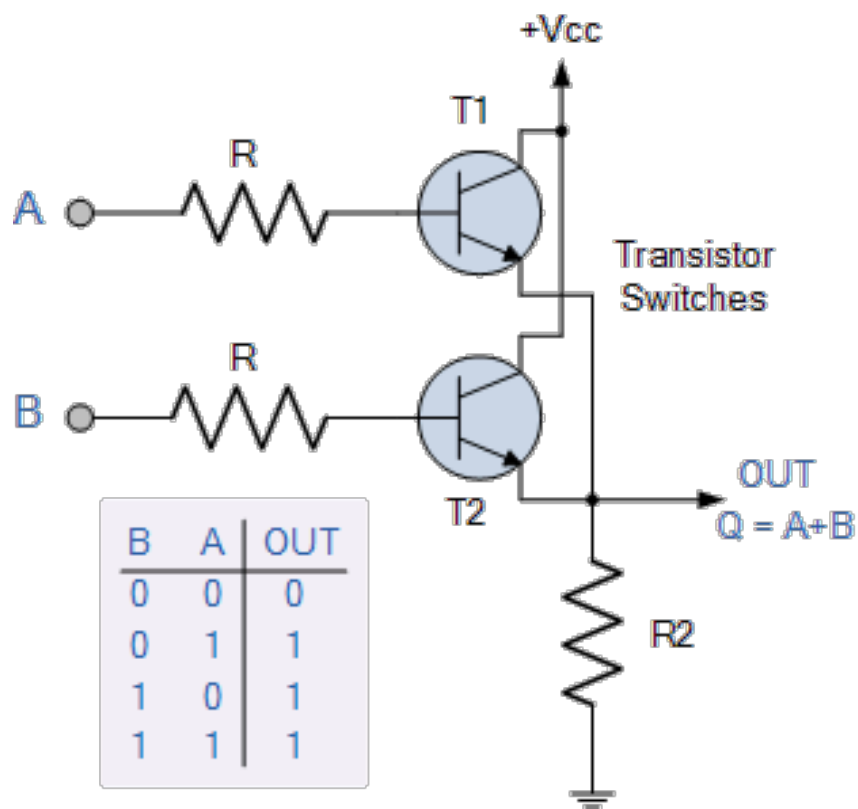 +Vcc
T1
R
A
Transistor
Switches
R
B
T2
OUT
Q = A+B
B A OUT
0 0 0
0 1 1
1 0 1
1 1 1
R2